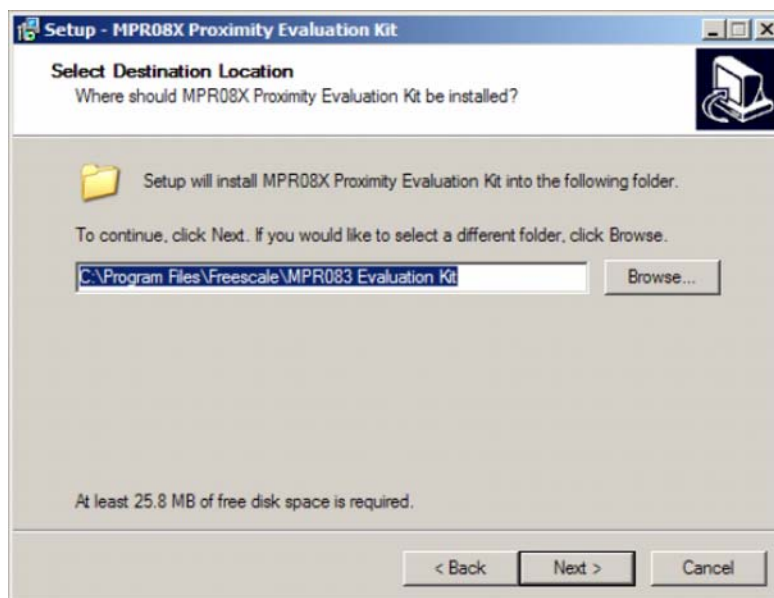 Setup - MPR08X Proximity Evaluation Kit
Select Destination Location
Where should MPR08X Proximity Evaluation Kit be installed?
Setup will install MPR08X Proximity Evaluation Kit into the following folder.
To continue, click Next. If you would like to select a different folder, click Browse.
C:\Program Files\Freescale\MPR083 Evaluation Kit
Browse...
At least 25.8 MB of free disk space is required.
< Back
Next >
Cancel